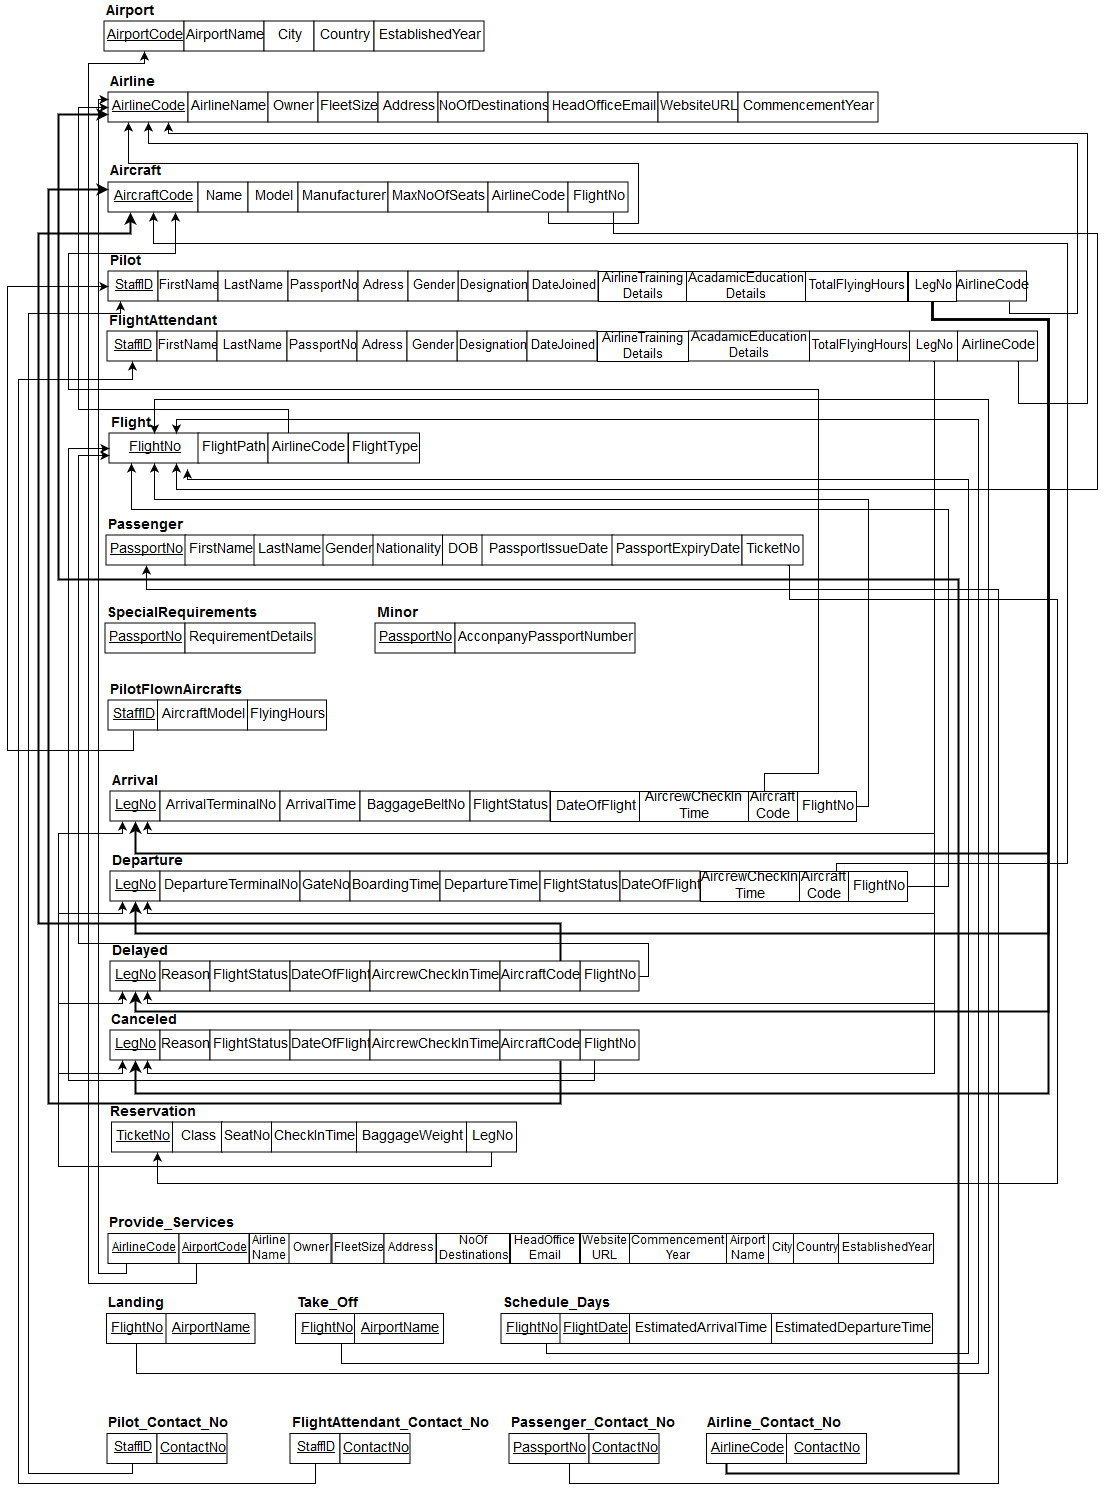 Airport
AirportCode AirportName City Country EstablishedYear
Airline
AirlineCode AirlineName Owner FleetSize Address NoOfDestinations HeadOfficeEmail WebsiteURL CommencementYear
Aircraft
AircraftCode Name Model Manufacturer MaxNoOfSeats AirlineCode FlightNo
Pilot
StaffID FirstName LastName PassportNo Adress Gender Designation DateJoined AirlineTraining Details AcadamicEducation Details TotalFlyingHours LegNo AirlineCode
FlightAttendant
StaffID FirstName LastName PassportNo Adress Gender Designation DateJoined AirlineTraining Details AcadamicEducation Details TotalFlyingHours LegNo AirlineCode
Flight
FlightNo FlightPath AirlineCode FlightType
Passenger
PassportNo FirstName LastName Gender Nationality DOB PassportIssueDate PassportExpiryDate TicketNo
SpecialRequirements Minor
PassportNo RequirementDetails PassportNo AcconpanyPassportNumber
PilotFlownAircrafts
StaffID AircraftModel FlyingHours
Arrival
LegNo ArrivalTerminalNo ArrivalTime BaggageBeltNo FlightStatus DateOfFlight AircrewCheckIn Time Aircraft Code FlightNo
Departure
LegNo DepartureTerminalNo GateNo BoardingTime DepartureTime FlightStatus DateOfFlight AircrewCheckIn Time Aircraft Code FlightNo
Delayed
LegNo Reason FlightStatus DateOfFlight AircrewCheckInTime AircraftCode FlightNo
Canceled
LegNo Reason FlightStatus DateOfFlight AircrewCheckInTime AircraftCode FlightNo
Reservation
TicketNo Class SeatNo CheckInTime BaggageWeight LegNo
Provide_Services
AirlineCode AirportCode Airline Name Owner FleetSize Address NoOf Destinations HeadOffice Email Website URL Commencement Year Airport Name City Country EstablishedYear
Landing Take_Off Schedule_Days
FlightNo AirportName FlightNo AirportName FlightNo FlightDate EstimatedArrivalTime EstimatedDepartureTime
Pilot_Contact_No FlightAttendant_Contact_No Passenger_Contact_No Airline_Contact_No
StaffID ContactNo StaffID ContactNo PassportNo ContactNo AirlineCode ContactNo